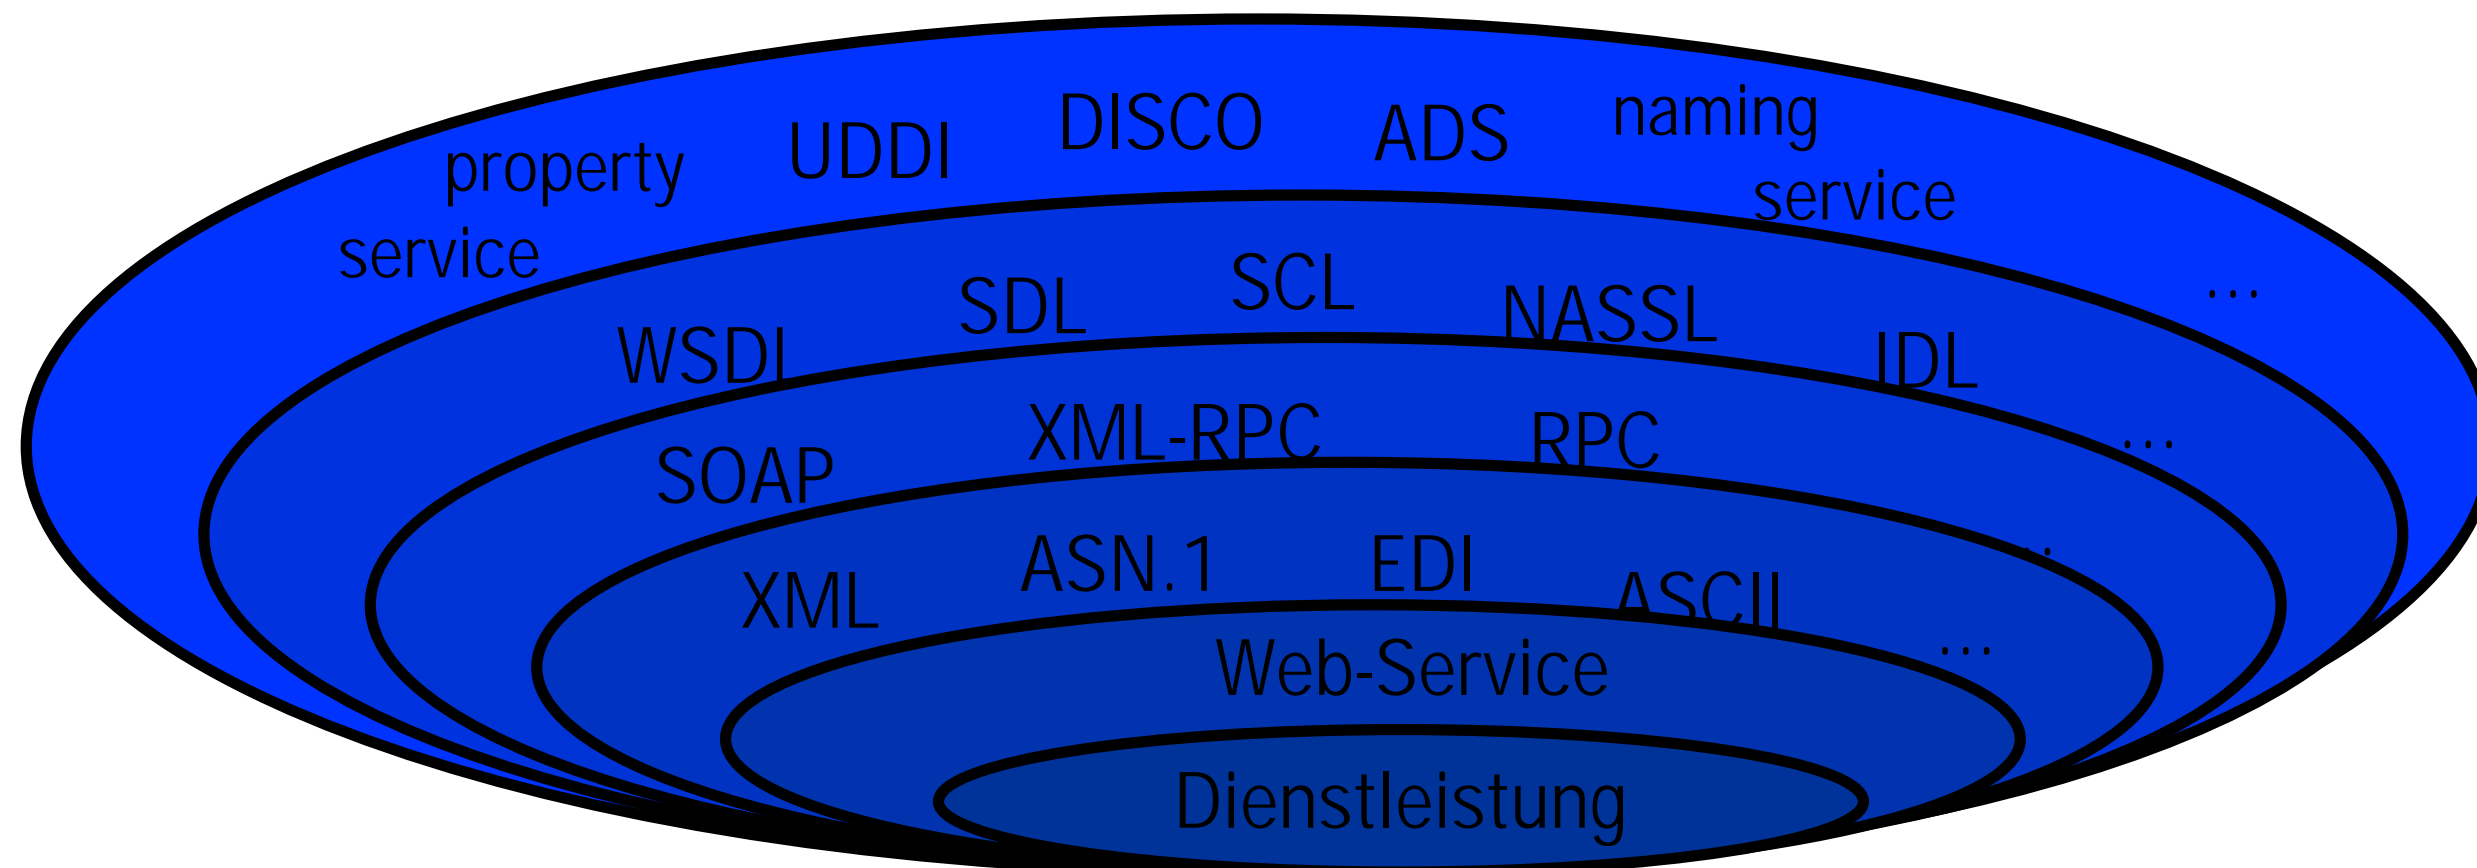 property
service
UDDI
DISCO
ADS
naming
service
...
WSDL
SDL
SCL
NASSL
IDL
...
SOAP
XML-RPC
RPC
XML
ASN.1
EDI
ASCII
...
Web-Service
Dienstleistung